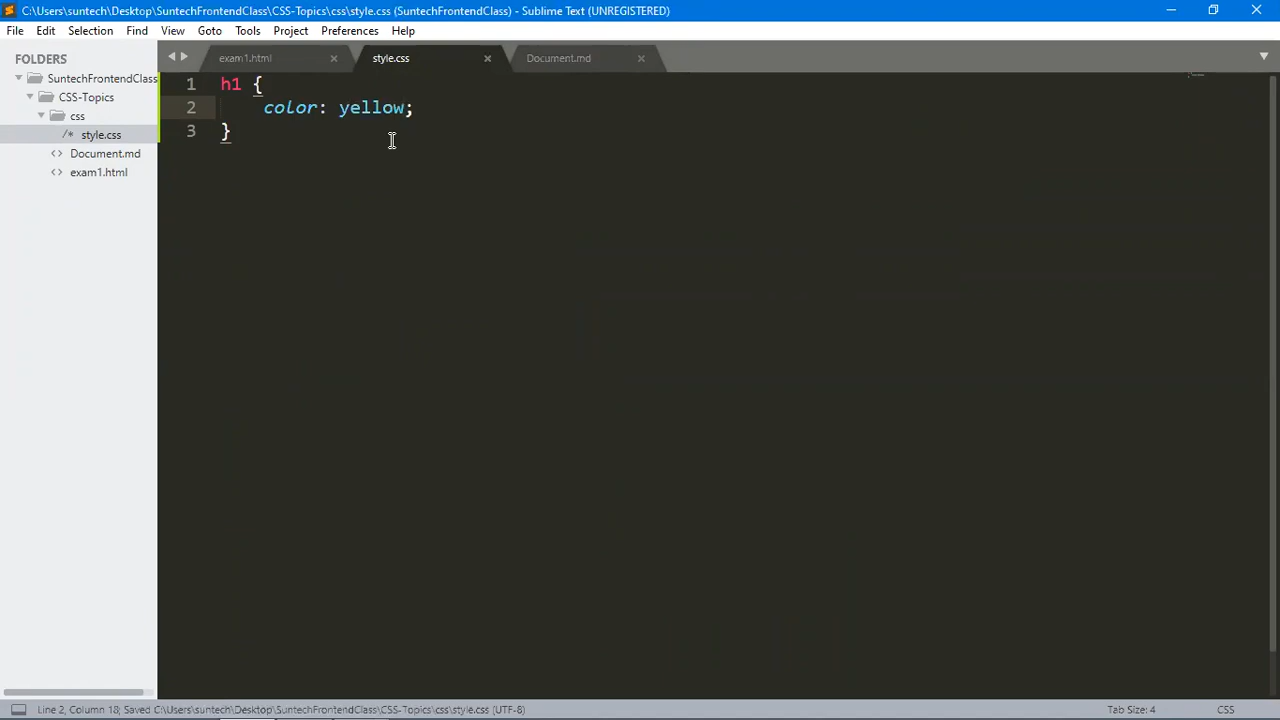 C:\Users\suntech\Desktop\SuntechFrontendClass\CSS-Topics\css\style.css (SuntechFrontendClass) - Sublime Text (UNREGISTERED)
File Edit Selection Find View Goto Tools Project Preferences Help
FOLDERS
SuntechFrontendClass
CSS-Topics
css
/* style.css
<> Document.md
<> exam1.html
exam1.html style.css Document.md
1 h1 {
2 color: yellow;
3 }
Line 2, Column 18; Saved C:\Users\suntech\Desktop\SuntechFrontendClass\CSS-Topics\css\style.css (UTF-8) Tab Size: 4 CSS